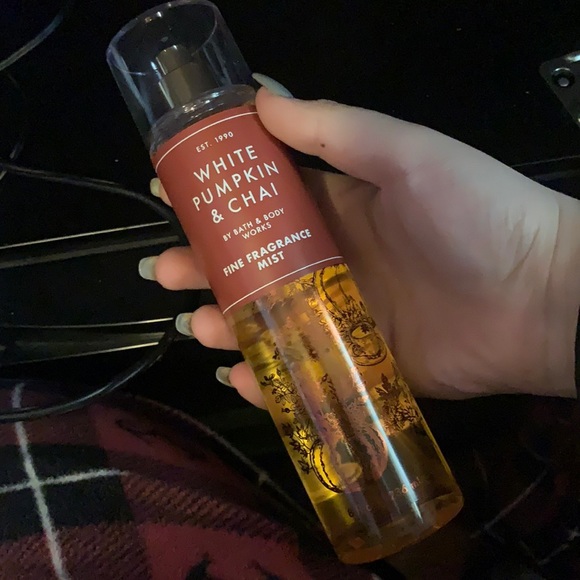 EST. 1990
WHITE
PUMPKIN
& CHAI
BY BATH & BODY
WORKS
FINE FRAGRANCE
MIST